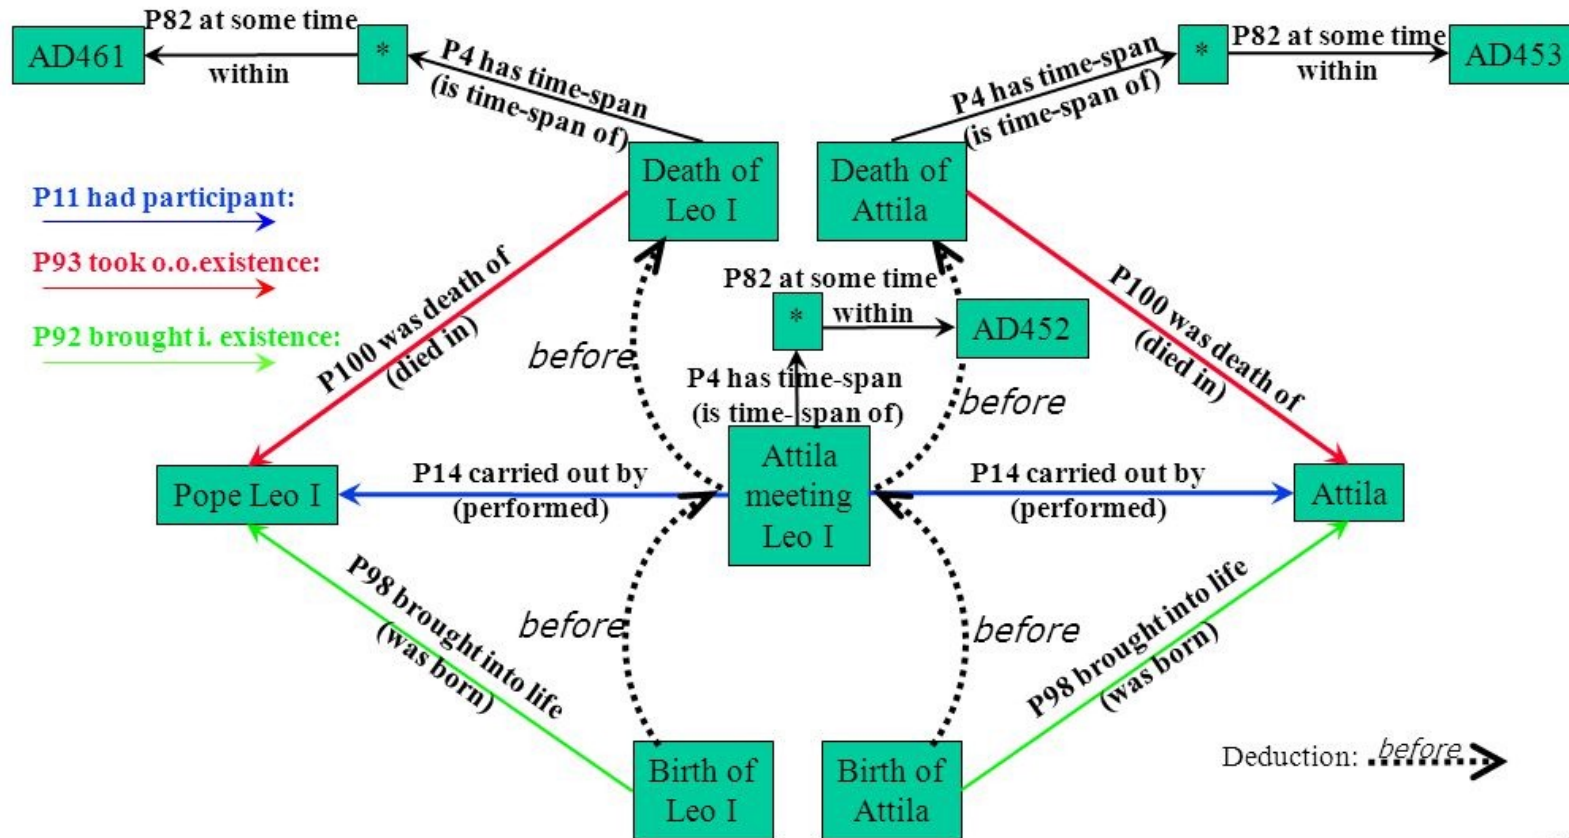 P82 at some time
within
AD461
*
P4 has time-span
(is time-span of)
P4 has time-span
(is time-span of)
*
P82 at some time
within
AD453
Death of
Leo I
Death of
Attila
P11 had participant:
P93 took o.o.existence:
P92 brought i. existence:
P100 was death of
(died in)
before
P82 at some time
within
*
AD452
P4 has time-span
(is time- span of)
before
P100 was death of
(died in)
Pope Leo I
P14 carried out by
(performed)
Attila
meeting
Leo I
P14 carried out by
(performed)
Attila
P98 brought into life
(was born)
before
before
P98 brought into life
(was born)
Birth of
Leo I
Birth of
Attila
Deduction: before